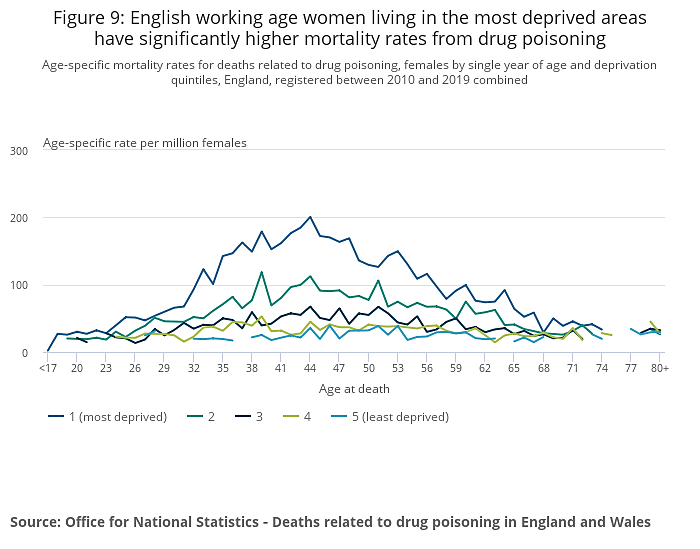 Figure 9: English working age women living in the most deprived areas
have significantly higher mortality rates from drug poisoning
Age-specific mortality rates for deaths related to drug poisoning, females by single year of age and deprivation
quintiles, England, registered between 2010 and 2019 combined
Age-specific rate per million females
300
200
100
0
<17 20 23 26 29 32 35 38 41 44 47 50 53 56 59 62 65 68 71 74 77 80+
Age at death
1 (most deprived) 2 3 4 5 (least deprived)
Source: Office for National Statistics - Deaths related to drug poisoning in England and Wales